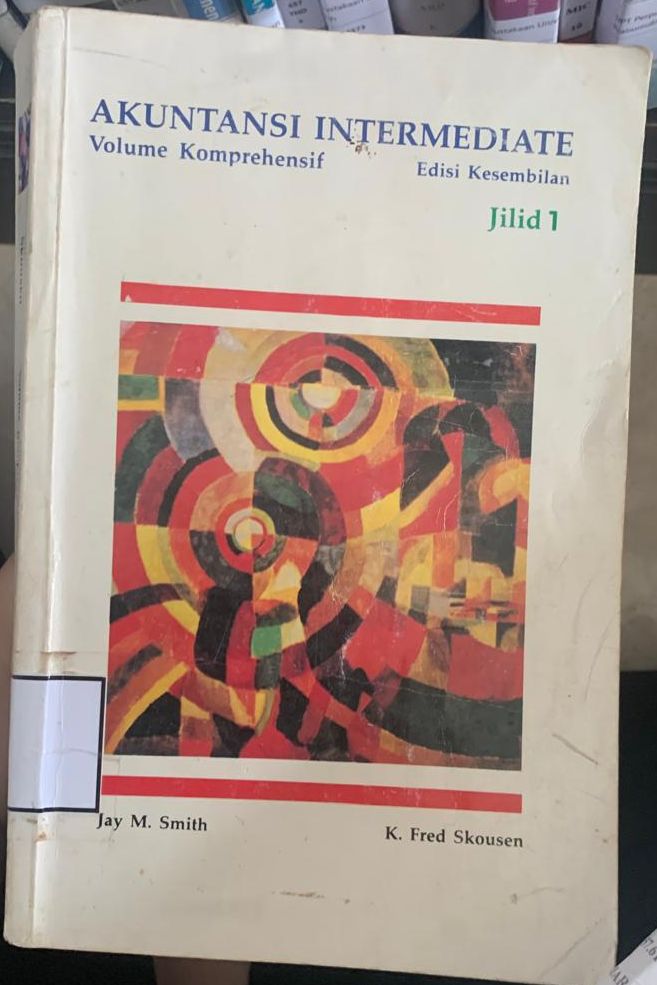 AKUNTANSI INTERMEDIATE
Volume Komprehensif
Edisi Kesembilan
Jilid 1
Jay M. Smith
K. Fred Skousen